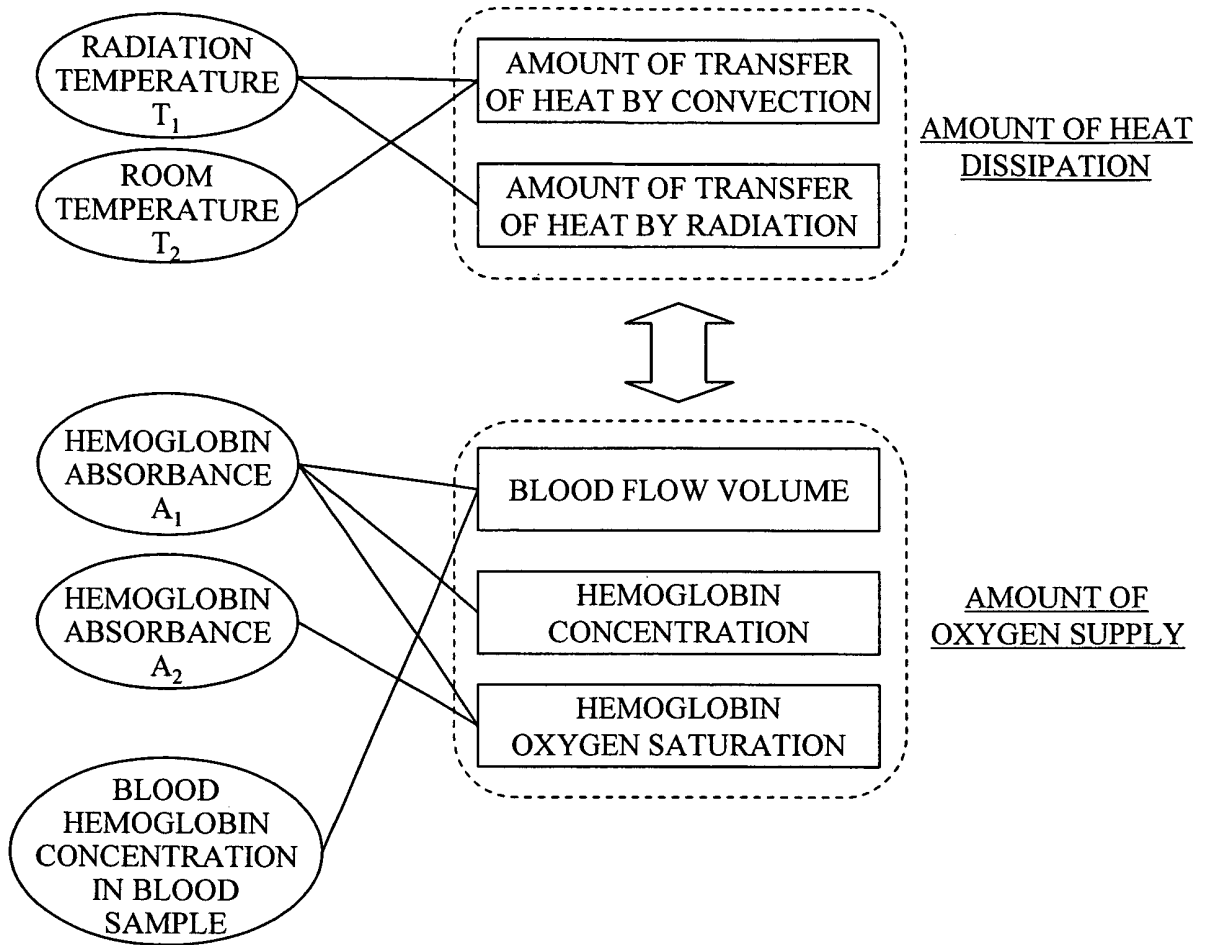 RADIATION
TEMPERATURE
T1
ROOM
TEMPERATURE
T2
AMOUNT OF TRANSFER
OF HEAT BY CONVECTION
AMOUNT OF TRANSFER
OF HEAT BY RADIATION
AMOUNT OF HEAT
DISSIPATION
HEMOGLOBIN
ABSORBANCE
A1
HEMOGLOBIN
ABSORBANCE
A2
BLOOD
HEMOGLOBIN
CONCENTRATION
IN BLOOD
SAMPLE
BLOOD FLOW VOLUME
HEMOGLOBIN
CONCENTRATION
HEMOGLOBIN
OXYGEN SATURATION
AMOUNT OF
OXYGEN SUPPLY